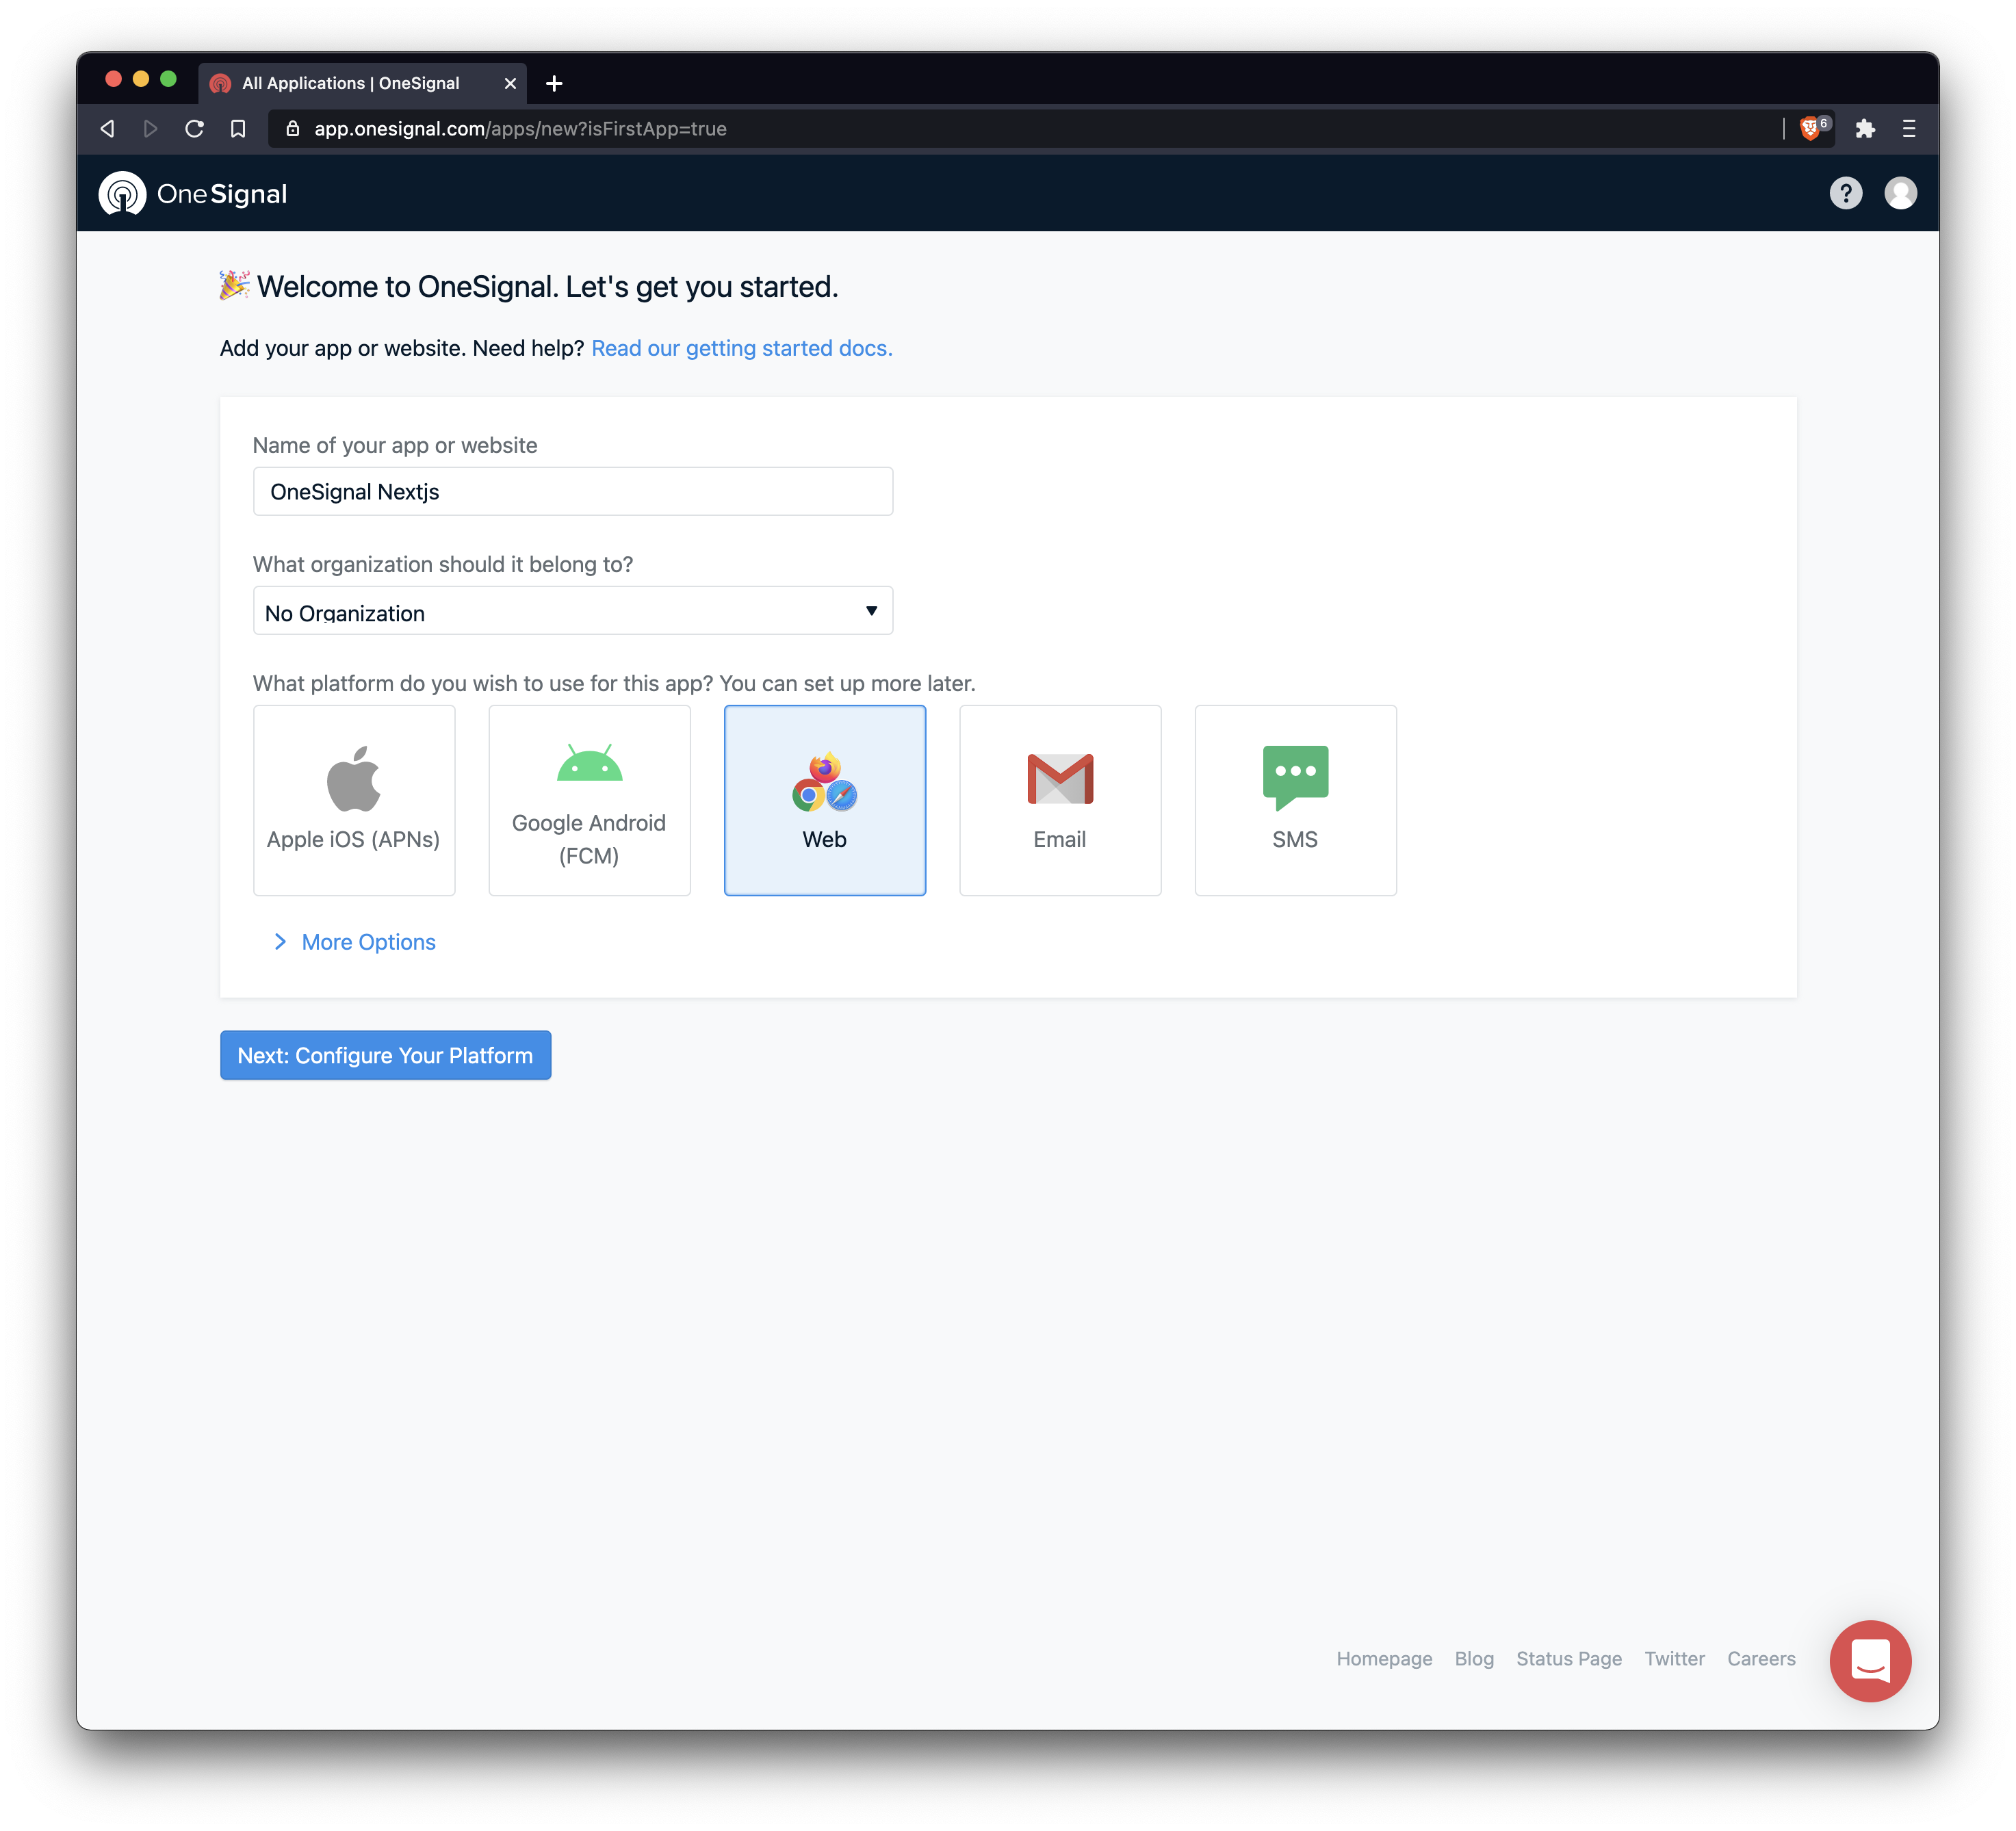 All Applications | OneSignal
app.onesignal.com/apps/new?isFirstApp=true
6
OneSignal
?
Welcome to OneSignal. Let's get you started.
Add your app or website. Need help? Read our getting started docs.
Name of your app or website
OneSignal Nextjs
What organization should it belong to?
No Organization
What platform do you wish to use for this app? You can set up more later.
Apple iOS (APNs)
Google Android
(FCM)
Web
Email
SMS
More Options
Next: Configure Your Platform
Homepage Blog Status Page Twitter Careers